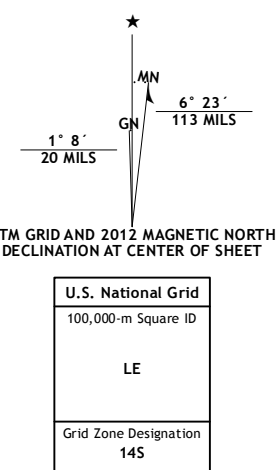 ★
MN
GN
6° 23´
113 MILS
1° 8´
20 MILS
TM GRID AND 2012 MAGNETIC NORTH
DECLINATION AT CENTER OF SHEET
U.S. National Grid
100,000-m Square ID
LE
Grid Zone Designation
14S